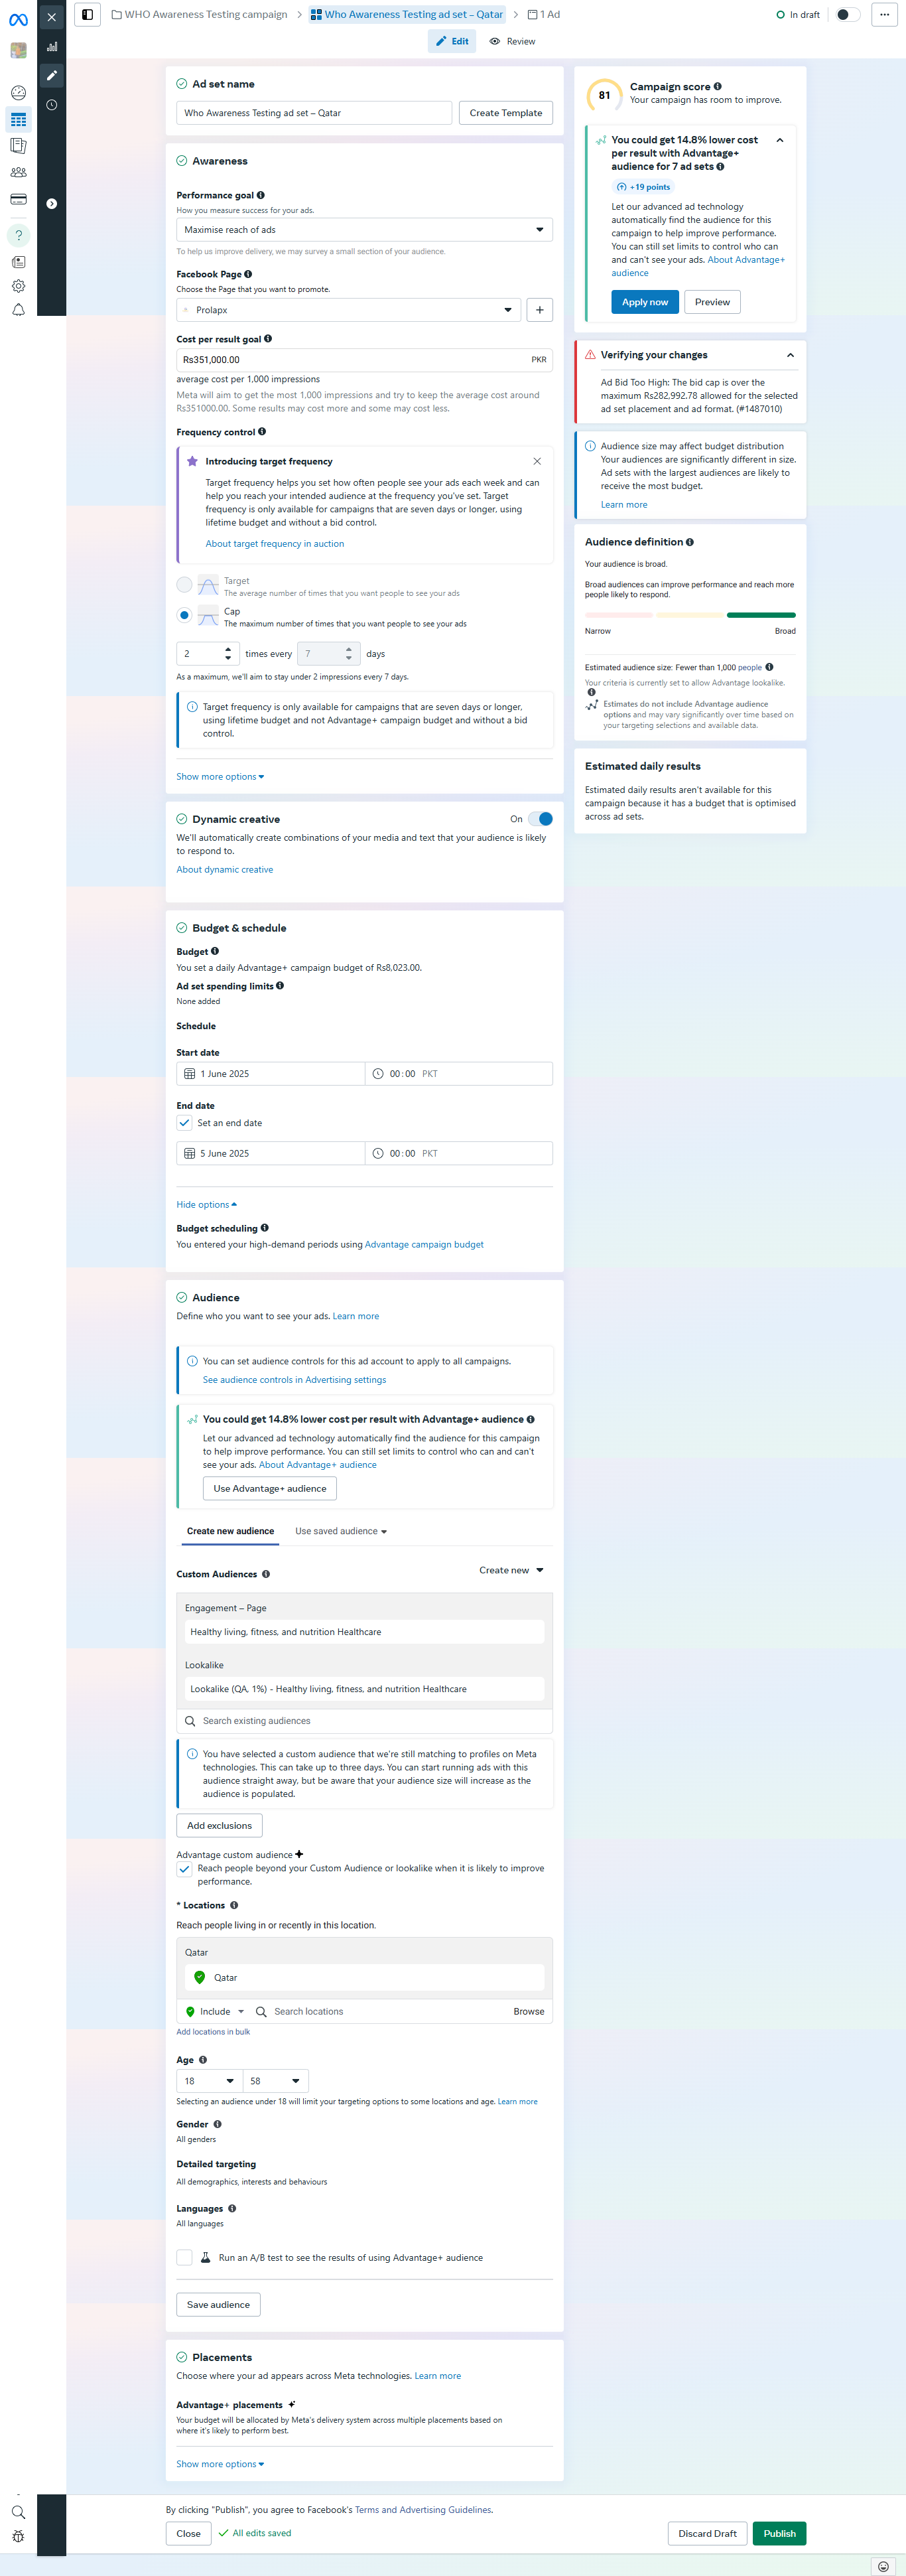 WHO Awareness Testing campaign
Who Awareness Testing ad set – Qatar
1 Ad
In draft
Edit
Review
Ad set name
Who Awareness Testing ad set – Qatar
Create Template
Awareness
Performance goal
How you measure success for your ads.
Maximise reach of ads
To help us improve delivery, we may survey a small section of your audience.
Facebook Page
Choose the Page that you want to promote.
Prolapx
Cost per result goal
Rs351,000.00
PKR
average cost per 1,000 impressions
Meta will aim to get the most 1,000 impressions and try to keep the average cost around
Rs351000.00. Some results may cost more and some may cost less.
Frequency control
Introducing target frequency
Target frequency helps you set how often people see your ads each week and can
help you reach your intended audience at the frequency you've set. Target
frequency is only available for campaigns that are seven days or longer, using
lifetime budget and without a bid control.
About target frequency in auction
Target
The average number of times that you want people to see your ads
Cap
The maximum number of times that you want people to see your ads
2
times every
7
days
As a maximum, we'll aim to stay under 2 impressions every 7 days.
Target frequency is only available for campaigns that are seven days or longer,
using lifetime budget and not Advantage+ campaign budget and without a bid
control.
Show more options
Dynamic creative
On
We'll automatically create combinations of your media and text that your audience is likely
to respond to.
About dynamic creative
Budget & schedule
Budget
You set a daily Advantage+ campaign budget of Rs8,023.00.
Ad set spending limits
None added
Schedule
Start date
1 June 2025
00:00 PKT
End date
Set an end date
5 June 2025
00:00 PKT
Hide options
Budget scheduling
You entered your high-demand periods using Advantage campaign budget
Audience
Define who you want to see your ads. Learn more
You can set audience controls for this ad account to apply to all campaigns.
See audience controls in Advertising settings
You could get 14.8% lower cost per result with Advantage+ audience
Let our advanced ad technology automatically find the audience for this campaign
to help improve performance. You can still set limits to control who can and can't
see your ads. About Advantage+ audience
Use Advantage+ audience
Create new audience
Use saved audience
Custom Audiences
Create new
Engagement – Page
Healthy living, fitness, and nutrition Healthcare
Lookalike
Lookalike (QA, 1%) - Healthy living, fitness, and nutrition Healthcare
Search existing audiences
You have selected a custom audience that we're still matching to profiles on Meta
technologies. This can take up to three days. You can start running ads with this
audience straight away, but be aware that your audience size will increase as the
audience is populated.
Add exclusions
Advantage custom audience
Reach people beyond your Custom Audience or lookalike when it is likely to improve
performance.
* Locations
Reach people living in or recently in this location.
Qatar
Qatar
Include
Search locations
Browse
Add locations in bulk
Age
18
58
Selecting an audience under 18 will limit your targeting options to some locations and age. Learn more
Gender
All genders
Detailed targeting
All demographics, interests and behaviours
Languages
All languages
Run an A/B test to see the results of using Advantage+ audience
Save audience
Placements
Choose where your ad appears across Meta technologies. Learn more
Advantage+ placements
Your budget will be allocated by Meta's delivery system across multiple placements based on
where it's likely to perform best.
Show more options
81
Campaign score
Your campaign has room to improve.
You could get 14.8% lower cost
per result with Advantage+
audience for 7 ad sets
+19 points
Let our advanced ad technology
automatically find the audience for this
campaign to help improve performance.
You can still set limits to control who can
and can't see your ads. About Advantage+
audience
Apply now
Preview
Verifying your changes
Ad Bid Too High: The bid cap is over the
maximum Rs282,992.78 allowed for the selected
ad set placement and ad format. (#1487010)
Audience size may affect budget distribution
Your audiences are significantly different in size.
Ad sets with the largest audiences are likely to
receive the most budget.
Learn more
Audience definition
Your audience is broad.
Broad audiences can improve performance and reach more
people likely to respond.
Narrow
Broad
Estimated audience size: Fewer than 1,000 people
Your criteria is currently set to allow Advantage lookalike.
Estimates do not include Advantage audience
options and may vary significantly over time based on
your targeting selections and available data.
Estimated daily results
Estimated daily results aren't available for this
campaign because it has a budget that is optimised
across ad sets.
By clicking "Publish", you agree to Facebook's Terms and Advertising Guidelines.
Close
All edits saved
Discard Draft
Publish